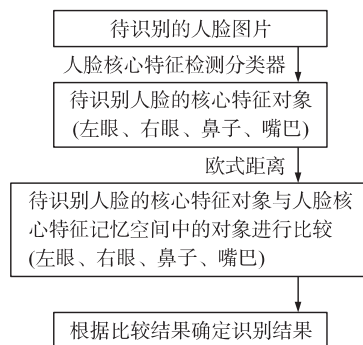 待识别的人脸图片
人脸核心特征检测分类器
待识别人脸的核心特征对象
(左眼、右眼、鼻子、嘴巴)
欧式距离
待识别人脸的核心特征对象与人脸核
心特征记忆空间中的对象进行比较
(左眼、右眼、鼻子、嘴巴)
根据比较结果确定识别结果